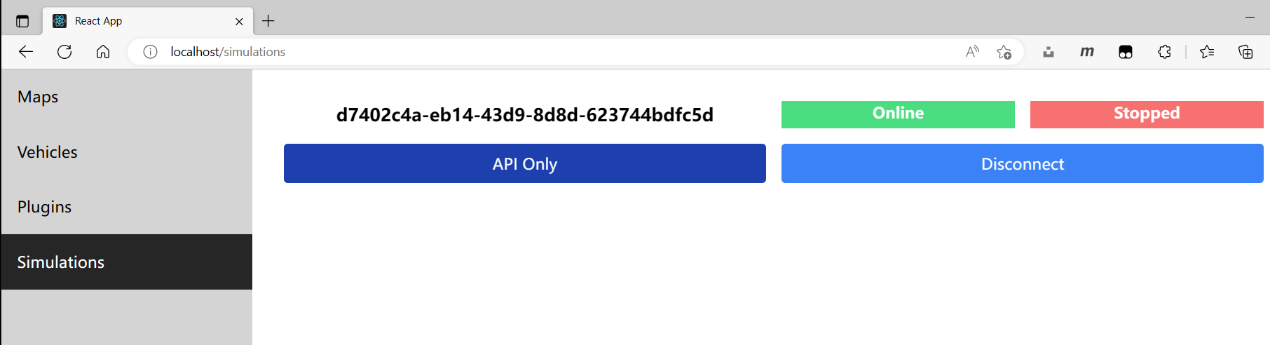 React App
localhost/simulations
Maps
d7402c4a-eb14-43d9-8d8d-623744bdfc5d
Online
Stopped
Vehicles
API Only
Disconnect
Plugins
Simulations